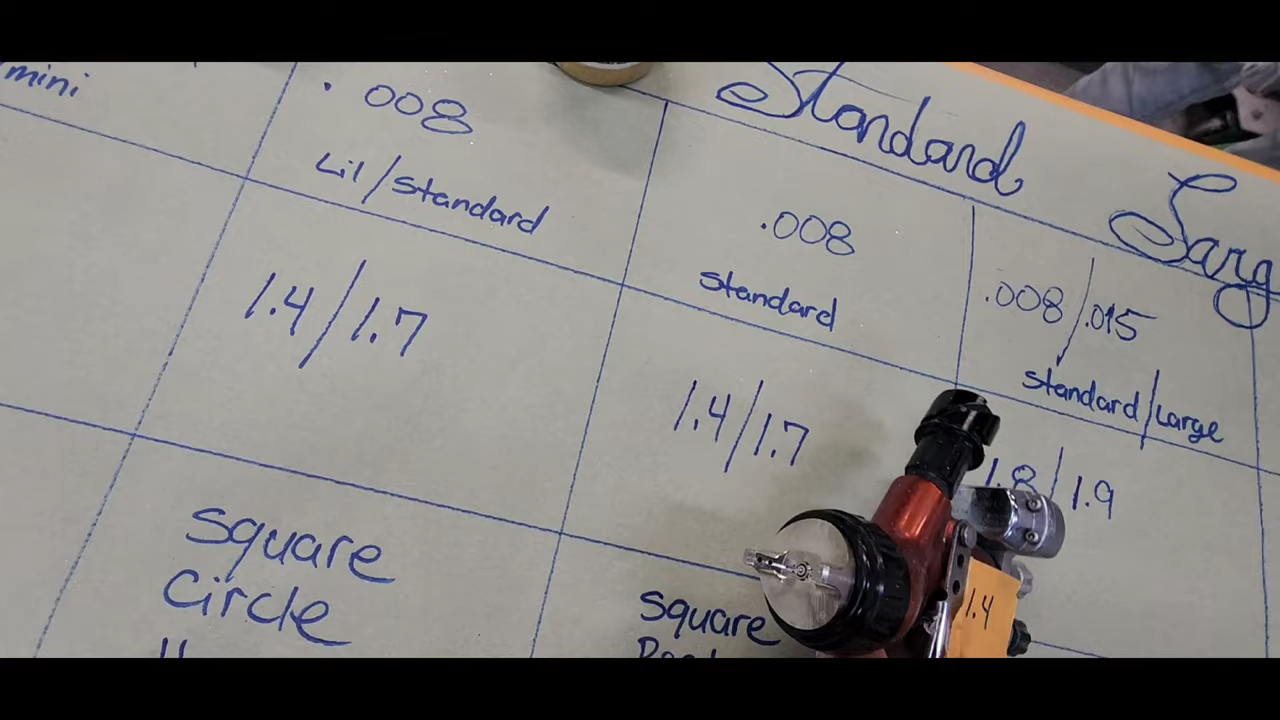 mini
.008
Lil/Standard
1.4/1.7
Square
Circle
Standard
.008
Standard
1.4/1.7
Square
Larg
.008/.015
Standard/Large
1.8/1.9
1.4